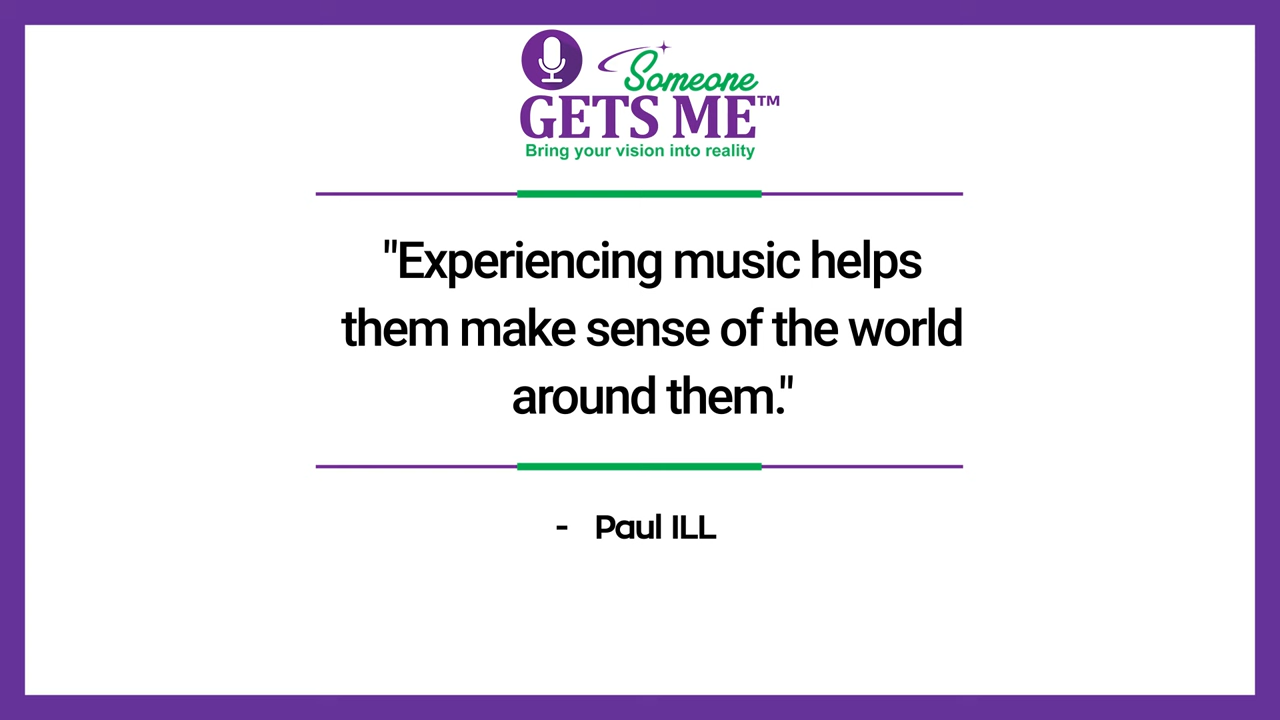 Someone
GETS ME™
Bring your vision into reality
"Experiencing music helps
them make sense of the world
around them."
- Paul ILL